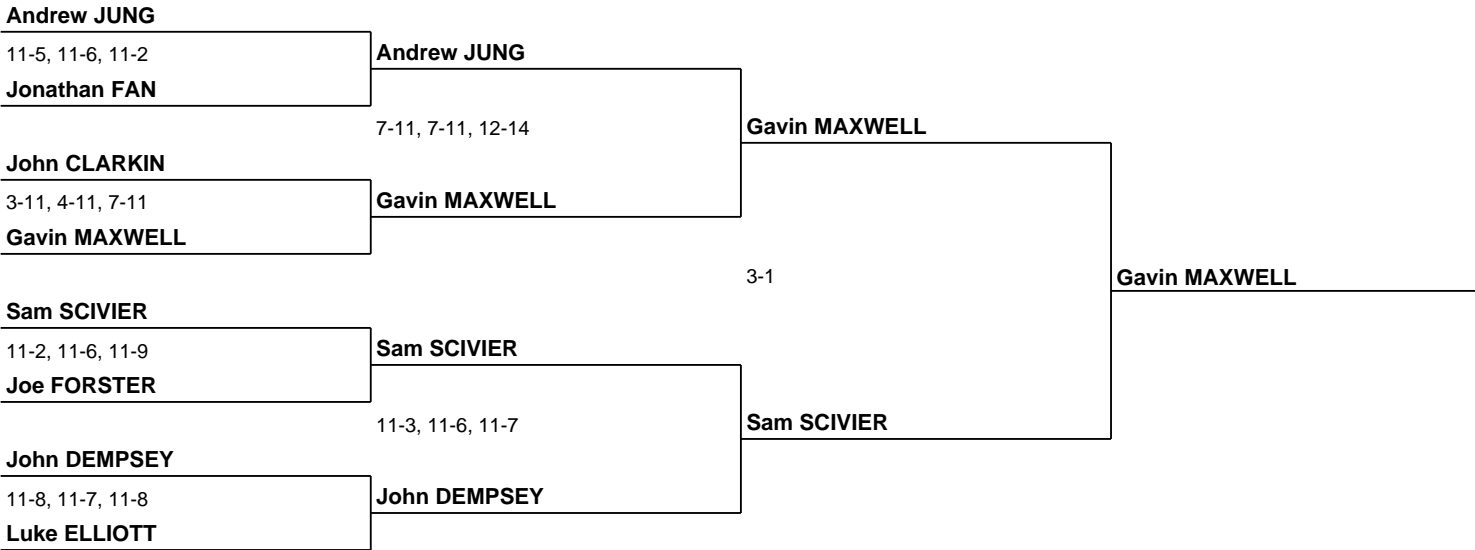 Andrew JUNG
11-5, 11-6, 11-2
Andrew JUNG
Jonathan FAN
7-11, 7-11, 12-14
Gavin MAXWELL
John CLARKIN
3-11, 4-11, 7-11
Gavin MAXWELL
Gavin MAXWELL
3-1
Gavin MAXWELL
Sam SCIVIER
11-2, 11-6, 11-9
Sam SCIVIER
Joe FORSTER
11-3, 11-6, 11-7
Sam SCIVIER
John DEMPSEY
11-8, 11-7, 11-8
John DEMPSEY
Luke ELLIOTT